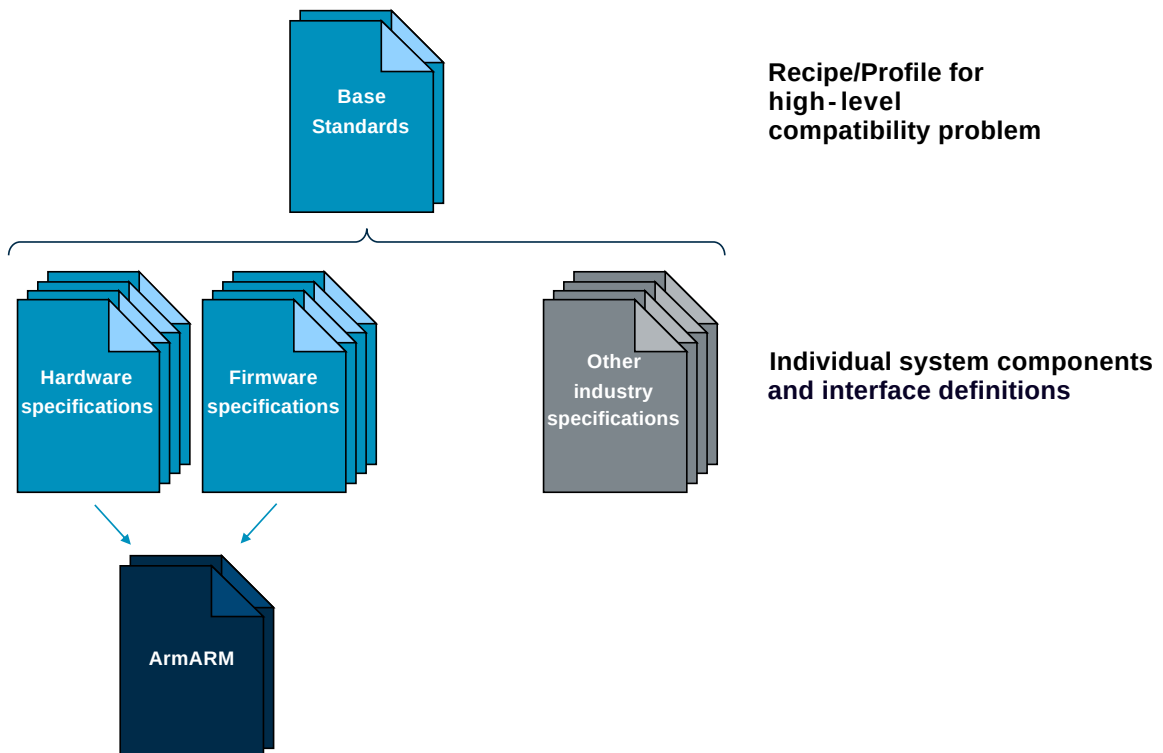 Base
Standards
Recipe/Profile for
high-level
compatibility problem
Hardware
specifications
Firmware
specifications
Other
industry
specifications
Individual system components
and interface definitions
ArmARM